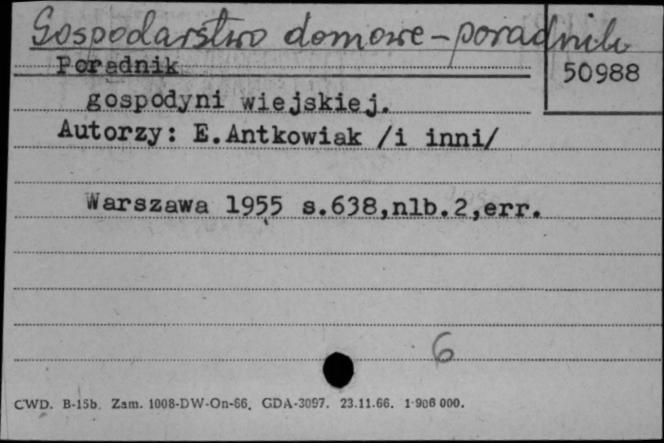 Gospodarstwo domowe - poradniki
Poradnik
50988
gospodyni wiejskiej.
Autorzy: E.Antkowiak /i inni/
Warszawa 1955 s.638,nlb.2,err.
6
CWD. B-15b. Zam. 1008-DW-On-66. GDA-3097. 23.11.66. 1 906 000.